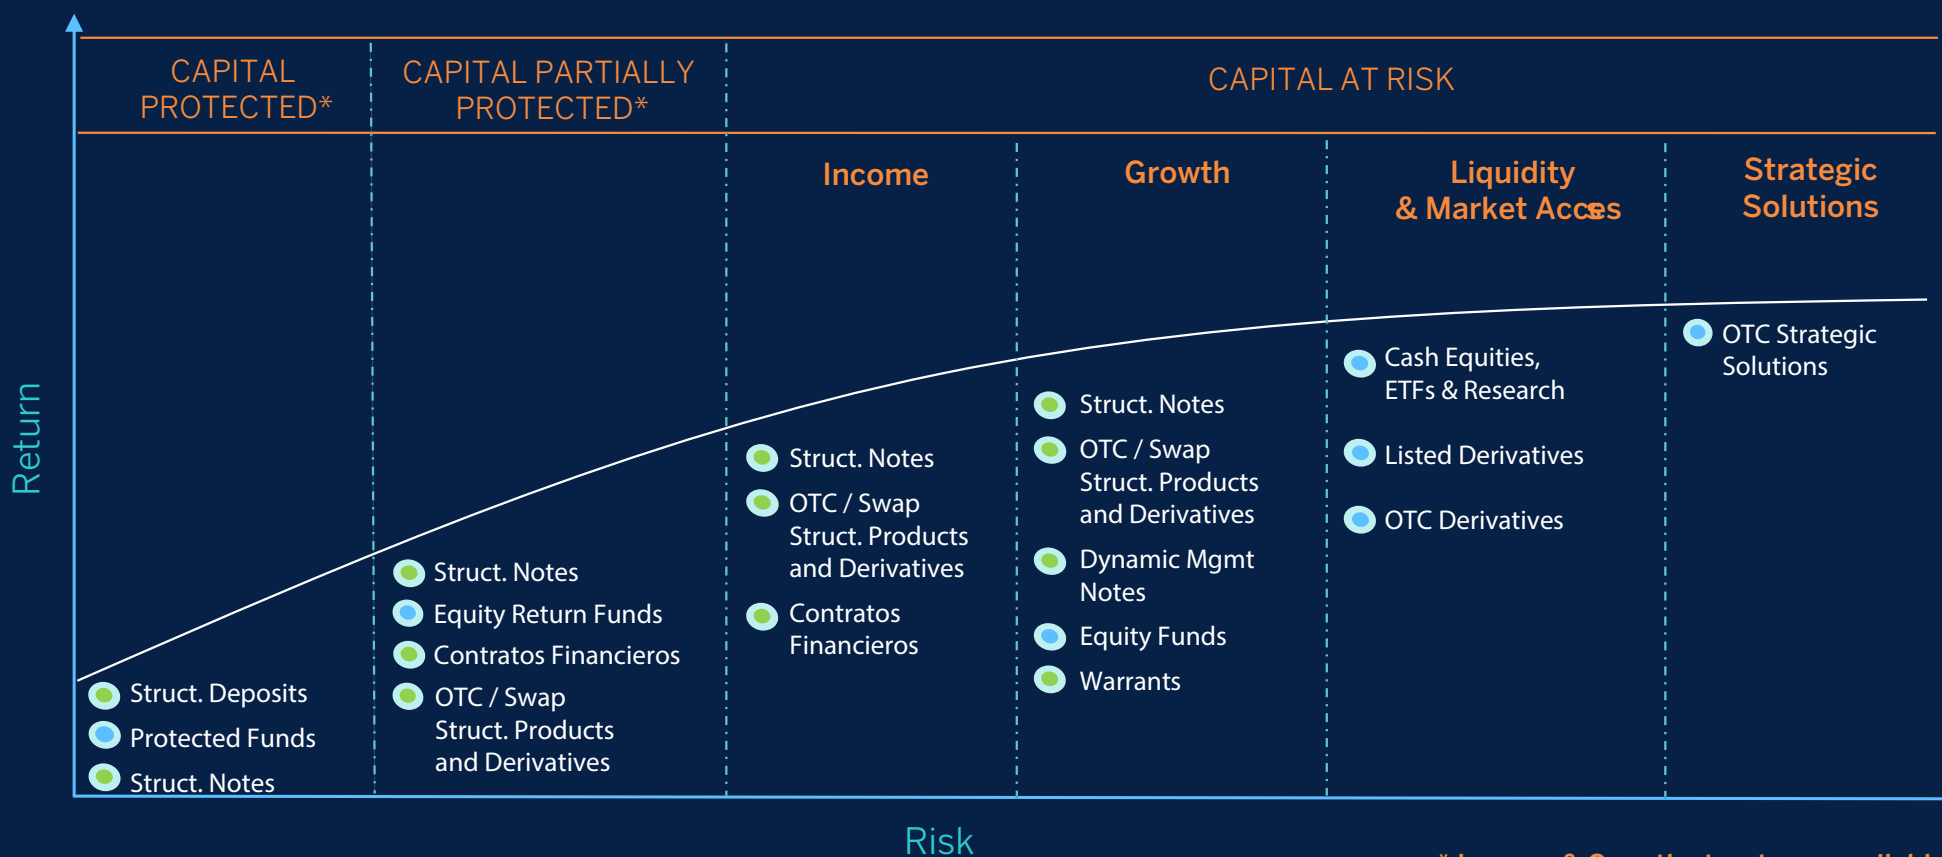 CAPITAL
PROTECTED*
CAPITAL PARTIALLY
PROTECTED*
CAPITAL AT RISK
Income
Growth
Liquidity
& Market Acces
Strategic
Solutions
Return
Struct. Deposits
Protected Funds
Struct. Notes
Struct. Notes
Equity Return Funds
Contratos Financieros
OTC / Swap
Struct. Products
and Derivatives
Struct. Notes
OTC / Swap
Struct. Products
and Derivatives
Contratos
Financieros
Struct. Notes
OTC / Swap
Struct. Products
and Derivatives
Dynamic Mgmt
Notes
Equity Funds
Warrants
Cash Equities,
ETFs & Research
Listed Derivatives
OTC Derivatives
OTC Strategic
Solutions
Risk